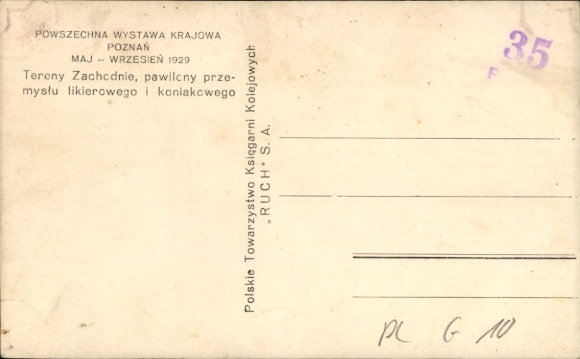 POWSZECHNA WYSTAWA KRAJOWA
POZNAŃ
MAJ -- WRZESIEŃ 1929
Tereny Zachodnie, pawilony prze-
mysłu likierowego i koniakowego
Polskie Towarzystwo Księgarni Kolejowych
„RUCH" S. A.
35
P
PL G 10